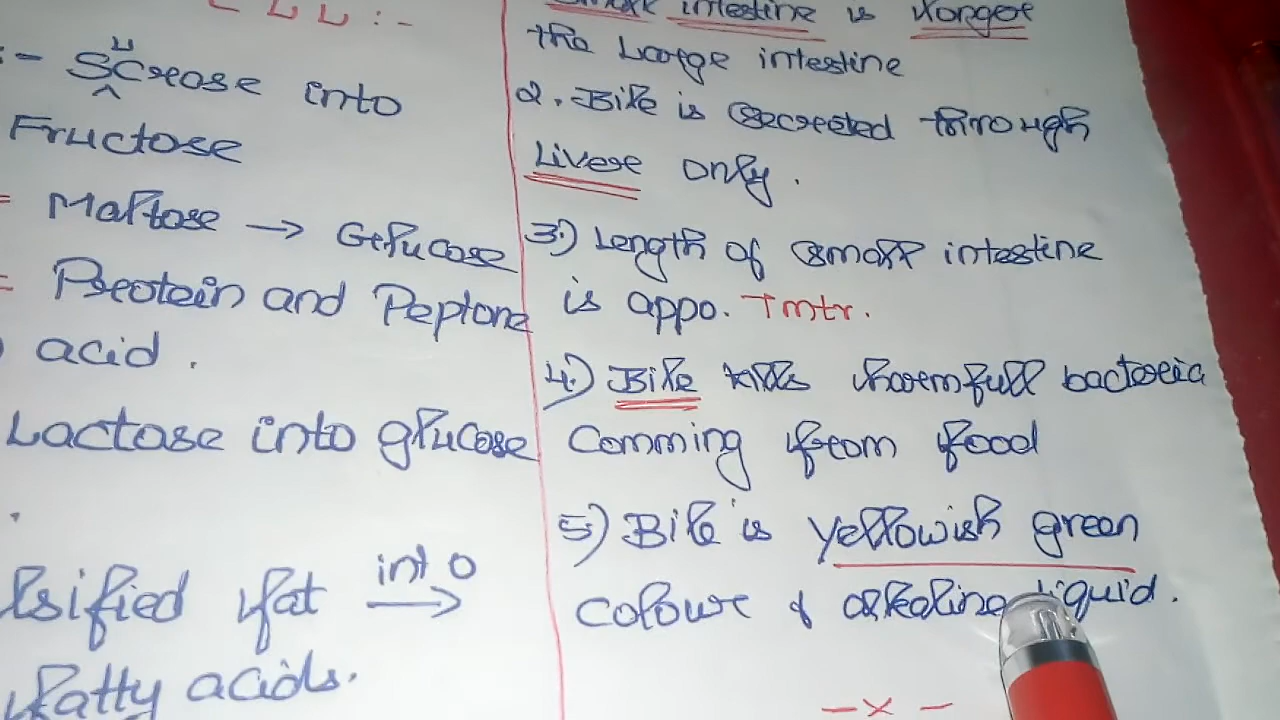 :- Sucrose into
Fructose
= Maltose → Glucose
= Protein and Peptone
acid.
Lactose into glucose
.
lsified fat into →
fatty acids.
Small intestine is longer
the Large intestine
2. Bile is secreted through
Liver only.
3.) Length of small intestine
is appo. 7mtr.
4.) Bile kills harmfull bacteria
Comming from food
5) Bile is yellowish green
colour & alkaline liquid.
- x -